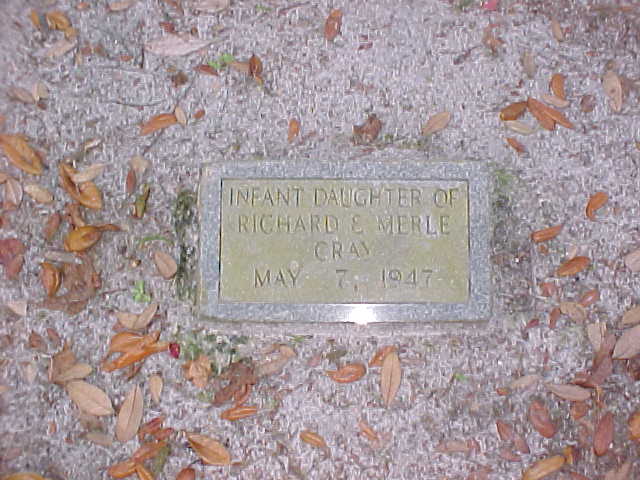 INFANT DAUGHTER OF
RICHARD & MERLE
CRAY
MAY 7, 1947